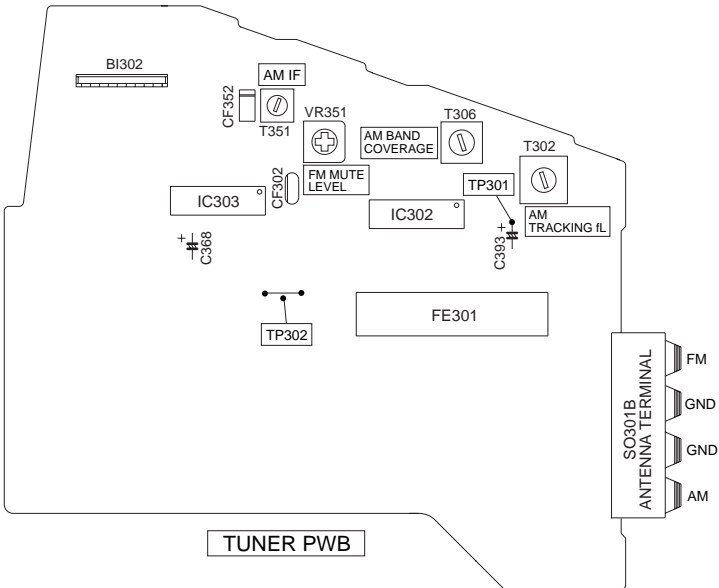 BI302
AM IF
CF352
T351
VR351
T306
AM BAND
COVERAGE
T302
CF302
FM MUTE
LEVEL
TP301
IC303
IC302
AM
TRACKING fL
+
C368
C393
+
TP302
FE301
SO301B
ANTENNA TERMINAL
FM
GND
GND
AM
TUNER PWB